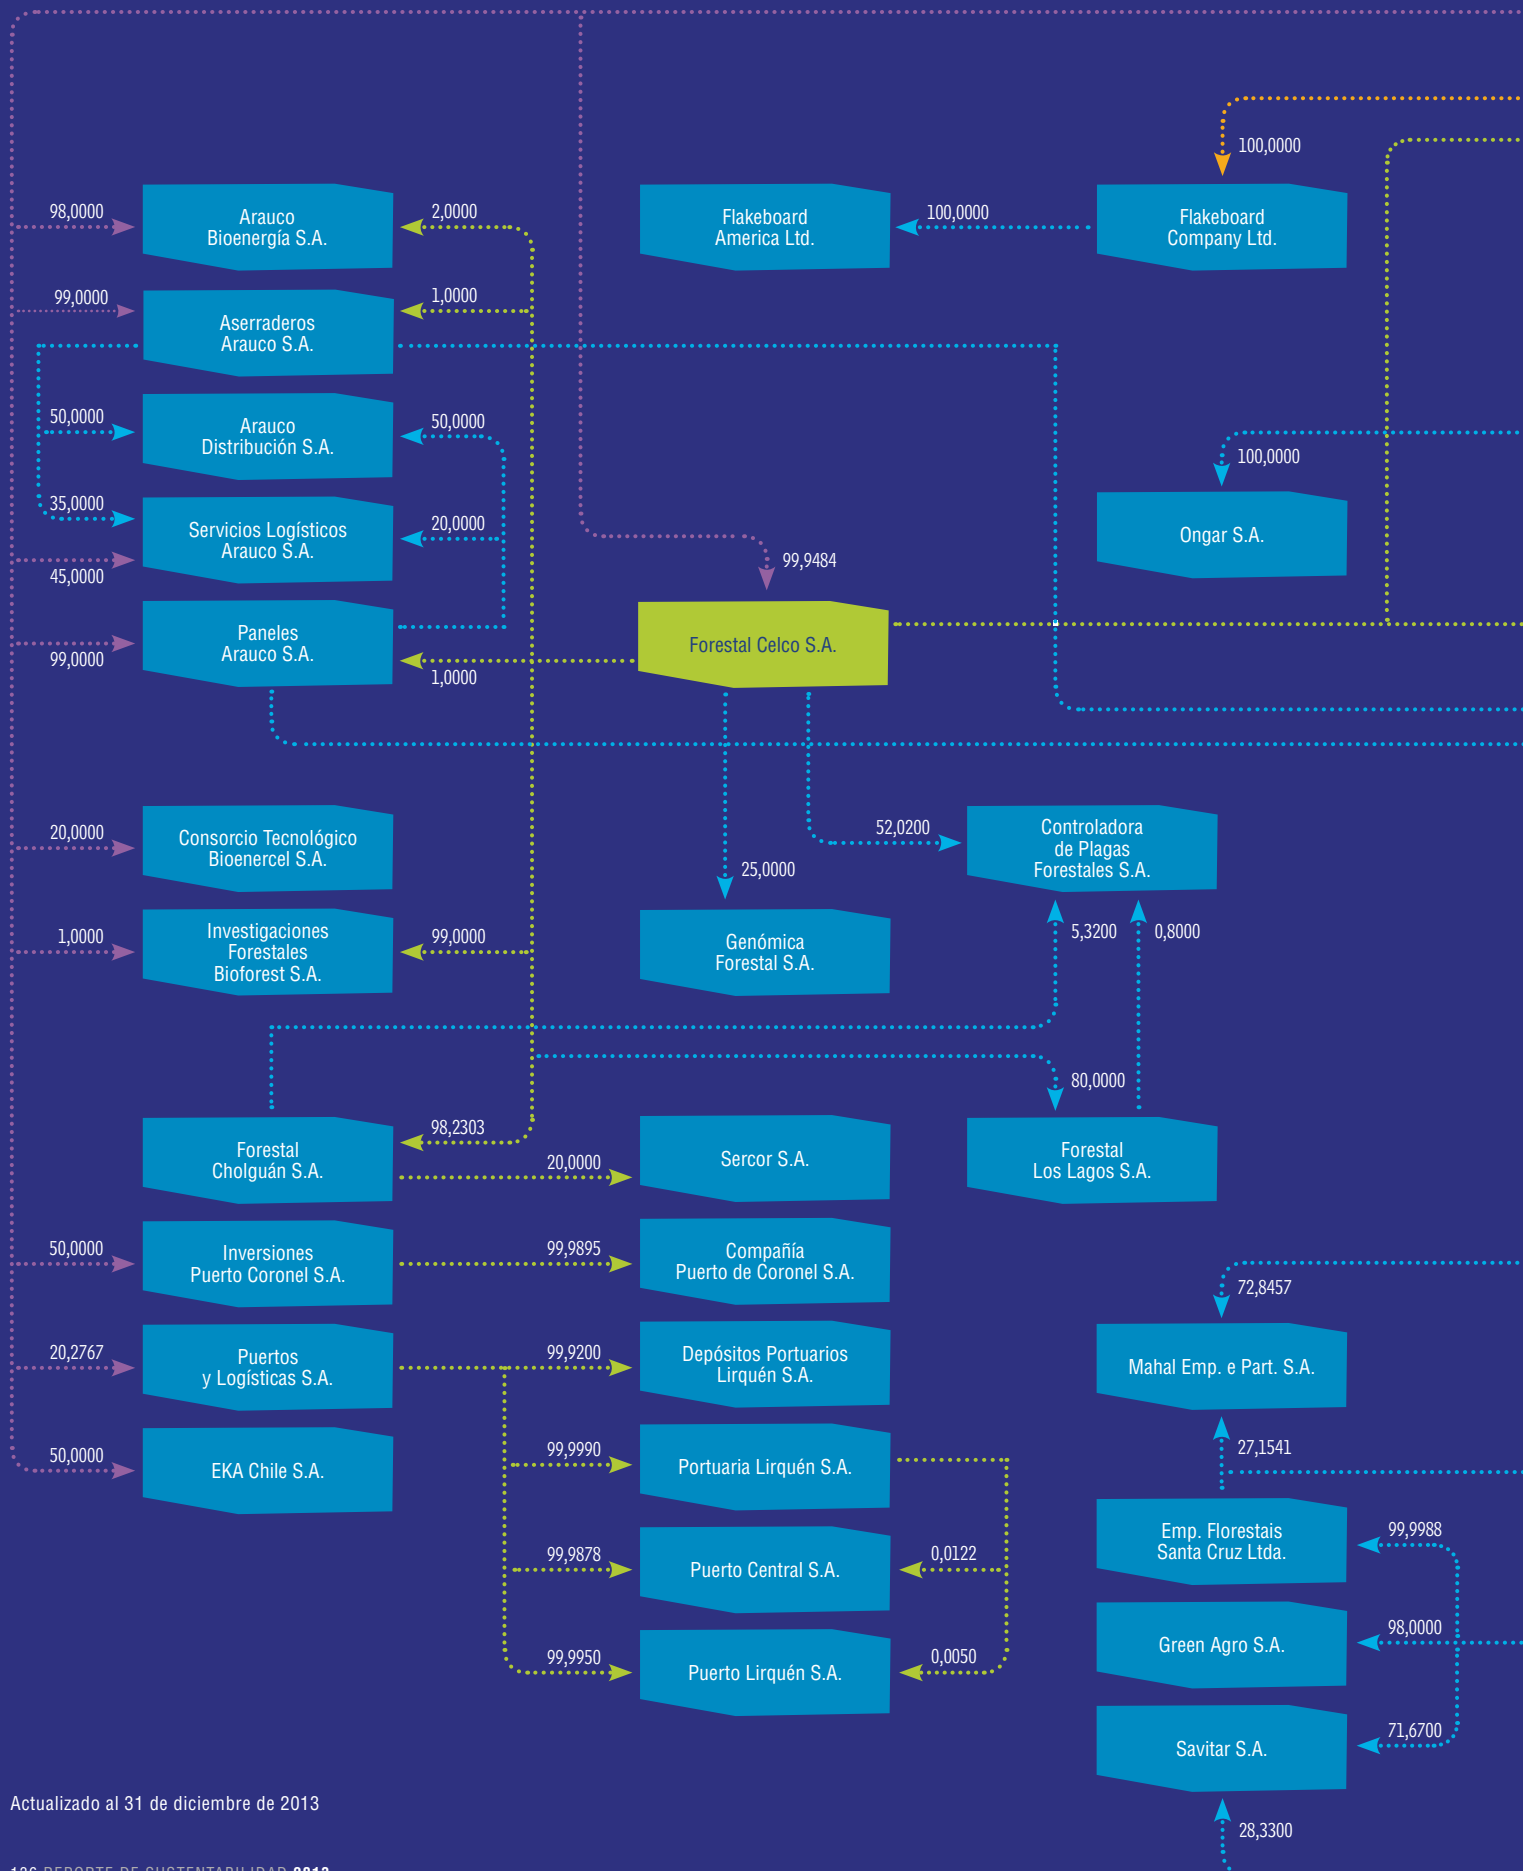 100,0000
98,0000
Arauco
Bioenergía S.A.
2,0000
Flakeboard
America Ltd.
100,0000
Flakeboard
Company Ltd.
99,0000
Aserraderos
Arauco S.A.
1,0000
50,0000
Arauco
Distribución S.A.
50,0000
100,0000
35,0000
Servicios Logísticos
Arauco S.A.
20,0000
45,0000
Ongar S.A.
99,9484
Paneles
Arauco S.A.
99,0000
1,0000
Forestal Celco S.A.
20,0000
Consorcio Tecnológico
Bioenercel S.A.
52,0200
Controladora
de Plagas
Forestales S.A.
25,0000
1,0000
Investigaciones
Forestales
Bioforest S.A.
99,0000
Genómica
Forestal S.A.
5,3200
0,8000
80,0000
Forestal
Cholguán S.A.
98,2303
20,0000
Sercor S.A.
Forestal
Los Lagos S.A.
50,0000
Inversiones
Puerto Coronel S.A.
99,9895
Compañía
Puerto de Coronel S.A.
72,8457
20,2767
Puertos
y Logísticas S.A.
99,9200
Depósitos Portuarios
Lirquén S.A.
Mahal Emp. e Part. S.A.
50,0000
EKA Chile S.A.
99,9990
Portuaria Lirquén S.A.
27,1541
99,9878
Puerto Central S.A.
0,0122
Emp. Florestais
Santa Cruz Ltda.
99,9988
99,9950
Puerto Lirquén S.A.
0,0050
Green Agro S.A.
98,0000
Savitar S.A.
71,6700
Actualizado al 31 de diciembre de 2013
28,3300
136 REPORTE DE SUSTENTABILIDAD 2013